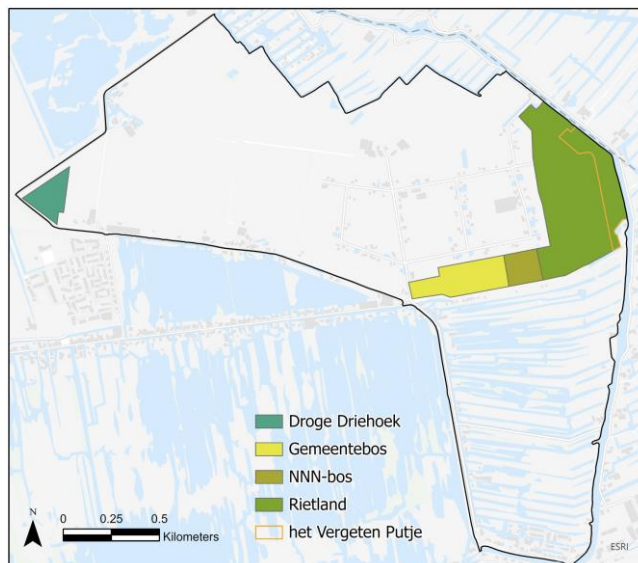 Droge Driehoek
Gemeentebos
NNN-bos
Rietland
het Vergeten Putje
N
0 0.25 0.5
Kilometers
ESRI